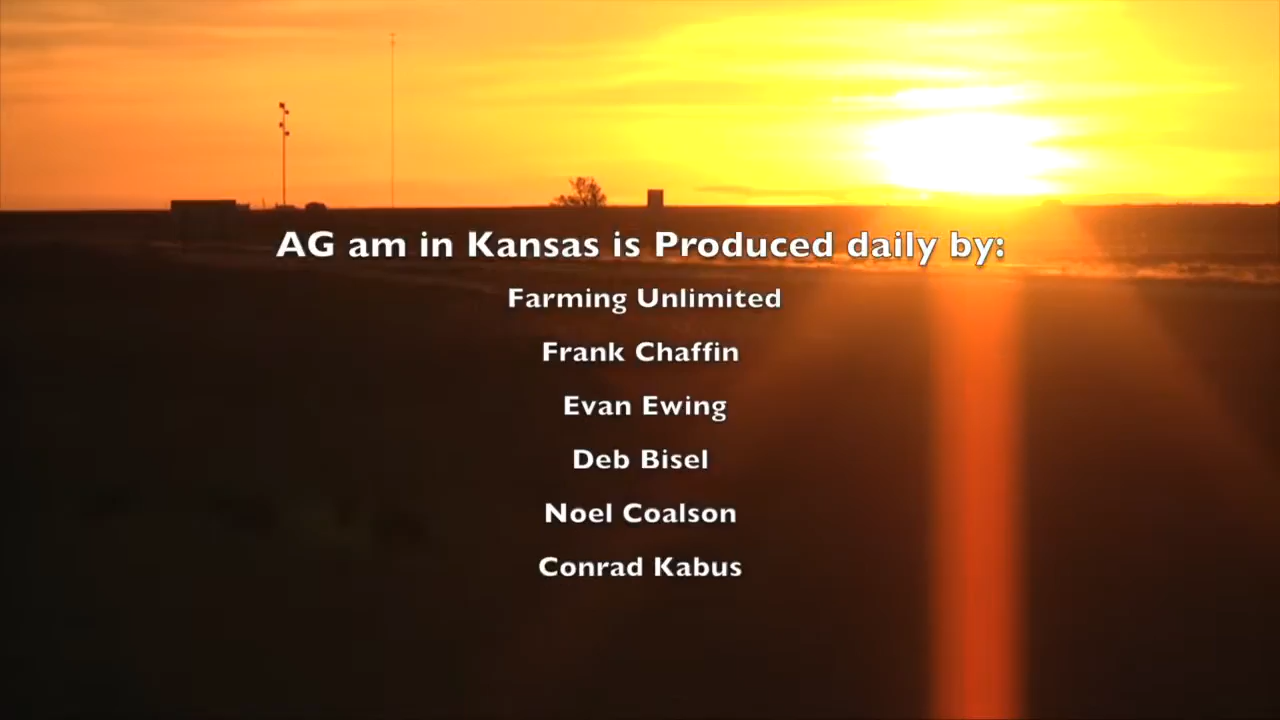 AG am in Kansas is Produced daily by:
Farming Unlimited
Frank Chaffin
Evan Ewing
Deb Bisel
Noel Coalson
Conrad Kabus